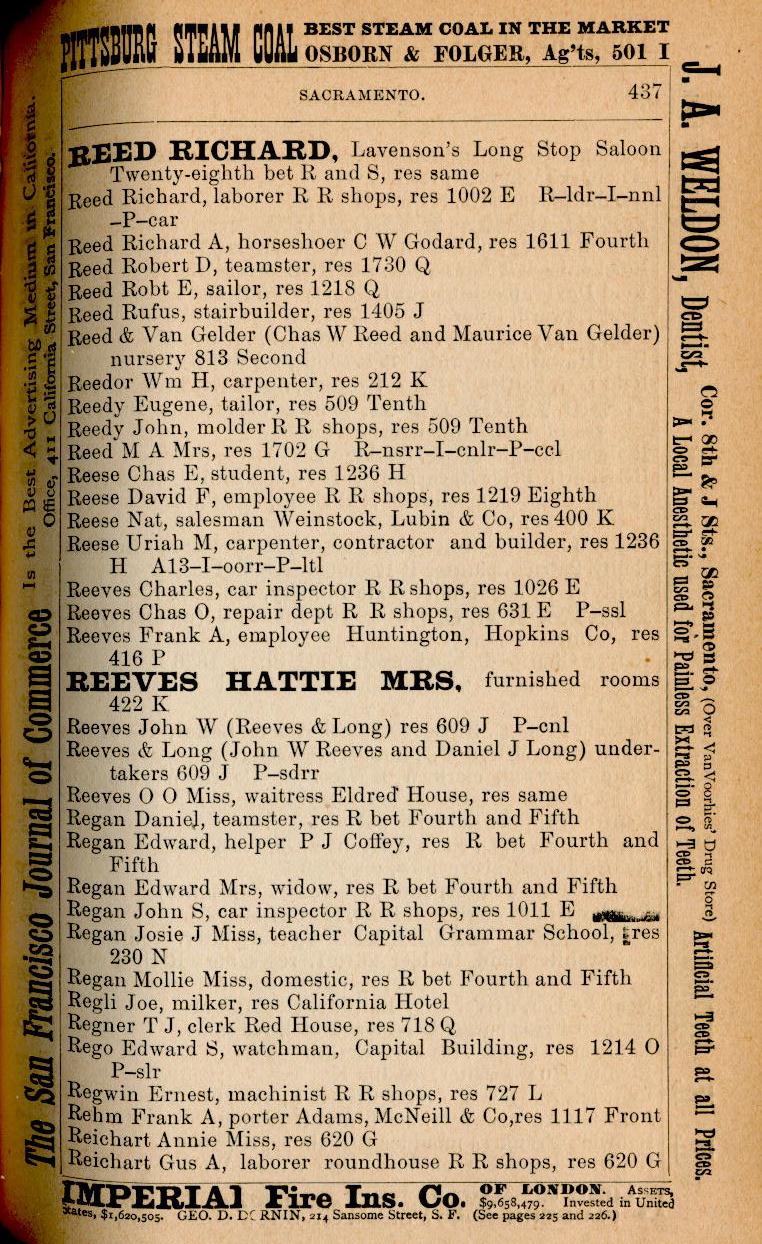 PITTSBURG STEAM COAL BEST STEAM COAL IN THE MARKET
OSBORN & FOLGER, Ag'ts, 501 I
SACRAMENTO. 437
REED RICHARD, Lavenson's Long Stop Saloon
Twenty-eighth bet R and S, res same
Reed Richard, laborer R R shops, res 1002 E R-ldr-I-nnl
-P-car
Reed Richard A, horseshoer C W Godard, res 1611 Fourth
Reed Robert D, teamster, res 1730 Q
Reed Robt E, sailor, res 1218 Q
Reed Rufus, stairbuilder, res 1405 J
Reed & Van Gelder (Chas W Reed and Maurice Van Gelder)
nursery 813 Second
Reedor Wm H, carpenter, res 212 K
Reedy Eugene, tailor, res 509 Tenth
Reedy John, molder R R shops, res 509 Tenth
Reed M A Mrs, res 1702 G R-nsrr-I-cnlr-P-ccl
Reese Chas E, student, res 1236 H
Reese David F, employee R R shops, res 1219 Eighth
Reese Nat, salesman Weinstock, Lubin & Co, res 400 K
Reese Uriah M, carpenter, contractor and builder, res 1236
H A13-I-oorr-P-ltl
Reeves Charles, car inspector R R shops, res 1026 E
Reeves Chas O, repair dept R R shops, res 631 E P-ssl
Reeves Frank A, employee Huntington, Hopkins Co, res
416 P
REEVES HATTIE MRS, furnished rooms
422 K
Reeves John W (Reeves & Long) res 609 J P-cnl
Reeves & Long (John W Reeves and Daniel J Long) under-
takers 609 J P-sdrr
Reeves O O Miss, waitress Eldred House, res same
Regan Daniel, teamster, res R bet Fourth and Fifth
Regan Edward, helper P J Coffey, res R bet Fourth and
Fifth
Regan Edward Mrs, widow, res R bet Fourth and Fifth
Regan John S, car inspector R R shops, res 1011 E
Regan Josie J Miss, teacher Capital Grammar School, res
230 N
Regan Mollie Miss, domestic, res R bet Fourth and Fifth
Regli Joe, milker, res California Hotel
Regner T J, clerk Red House, res 718 Q
Rego Edward S, watchman, Capital Building, res 1214 O
P-slr
Regwin Ernest, machinist R R shops, res 727 L
Rehm Frank A, porter Adams, McNeill & Co,res 1117 Front
Reichart Annie Miss, res 620 G
Reichart Gus A, laborer roundhouse R R shops, res 620 G
IMPERIAl Fire Ins. Co. OF LONDON. ASSETS,
$9,658,479. Invested in United
States, $1,620,505. GEO. D. DORNIN, 214 Sansome Street, S. F. (See pages 225 and 226.)
The San Francisco Journal of Commerce Is the Best Advertising Medium in California.
Office, 411 California Street, San Francisco.
J. A. WELDON, Dentist, Cor. 8th & J Sts., Sacramento, (Over VanVoorhies' Drug Store) Artificial Teeth at all Prices.
A Local Anesthetic used for Painless Extraction of Teeth.